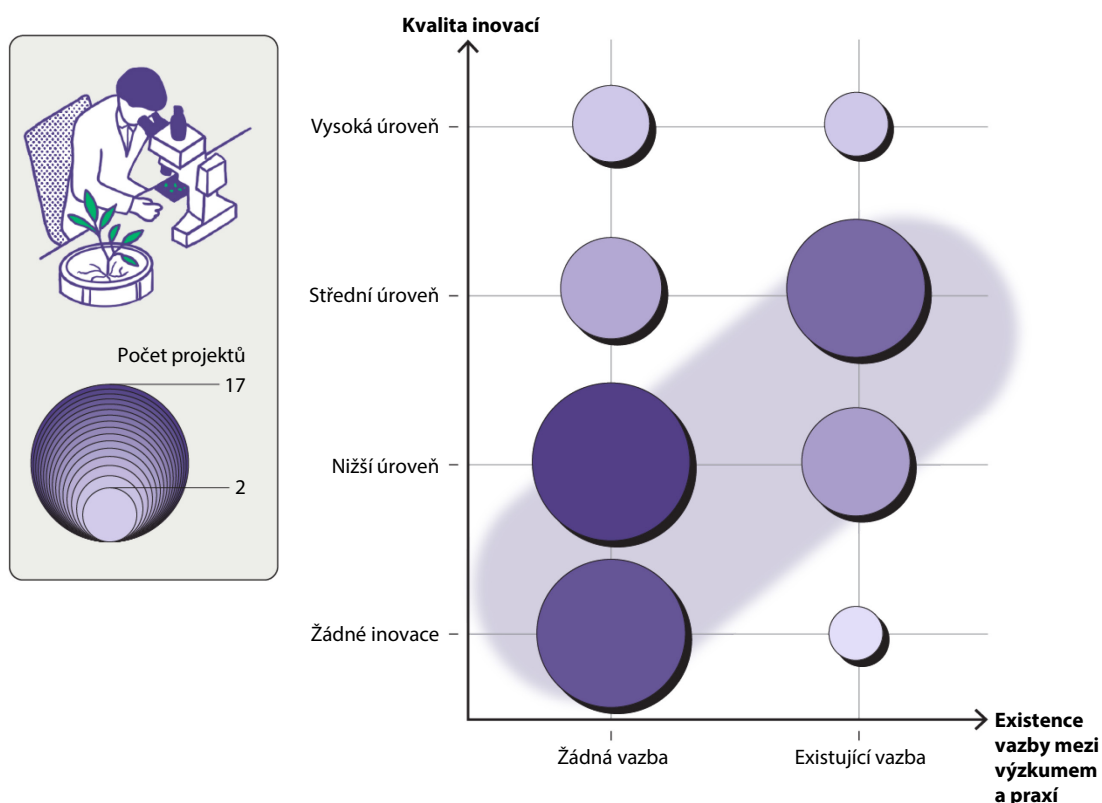 Kvalita inovací
Vysoká úroveň
Střední úroveň
Počet projektů
17
2
Nižší úroveň
Žádné inovace
Žádná vazba
Existující vazba
Existence
vazby mezi
výzkumem
a praxí